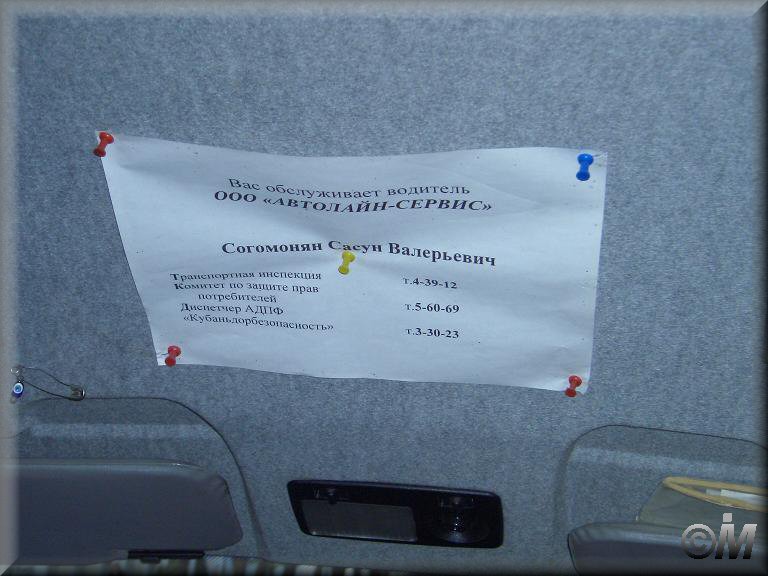 Вас обслуживает водитель
ООО «АВТОЛАЙН-СЕРВИС»
Согомонян Сасун Валерьевич
Транспортная инспекция т.4-39-12
Комитет по защите прав
потребителей т.5-60-69
Диспетчер АДПФ
«Кубаньдорбезопасность» т.3-30-23
©iM